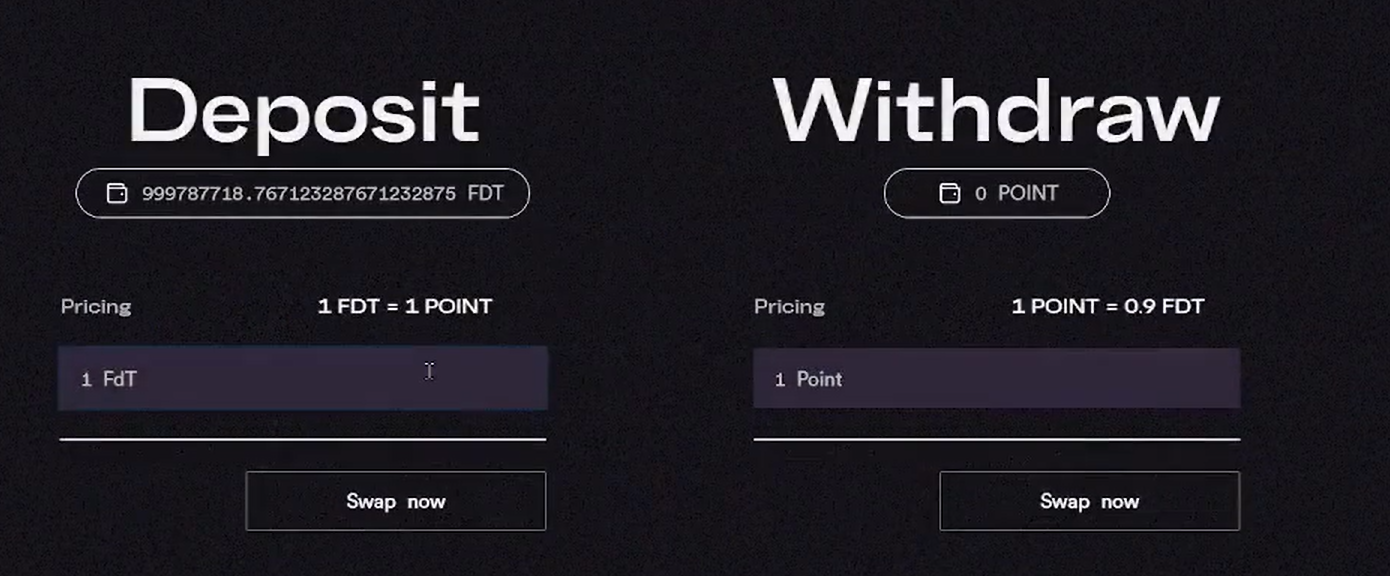 Deposit
999787718.767123287671232875 FDT
Pricing
1 FDT = 1 POINT
1 FdT
Swap now
Withdraw
0 POINT
Pricing
1 POINT = 0.9 FDT
1 Point
Swap now